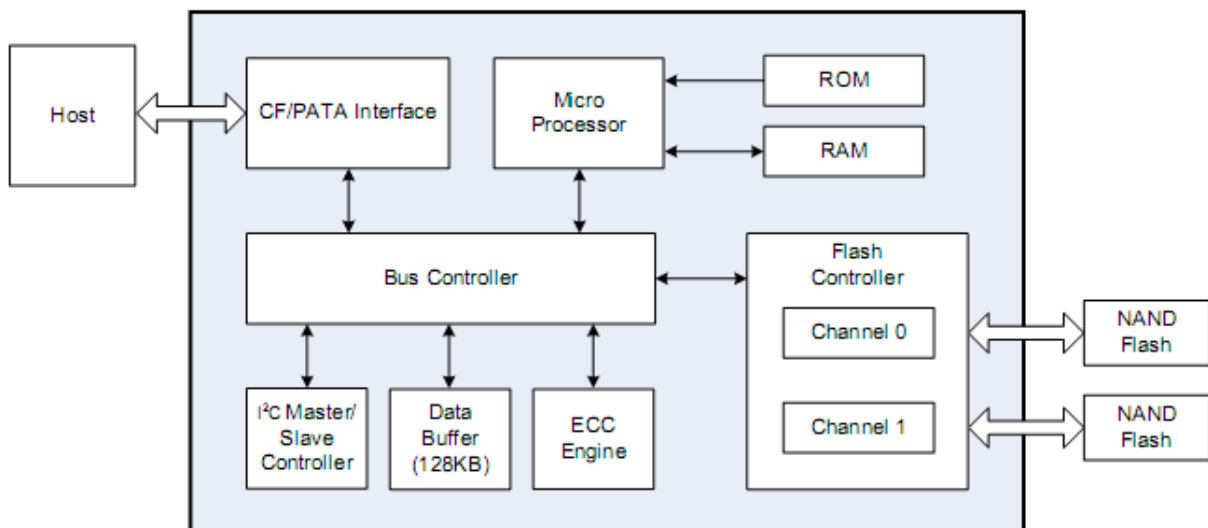 Host
CF/PATA Interface
Micro
Processor
ROM
RAM
Bus Controller
Flash
Controller
Channel 0
Channel 1
NAND
Flash
NAND
Flash
I²C Master/
Slave
Controller
Data
Buffer
(128KB)
ECC
Engine